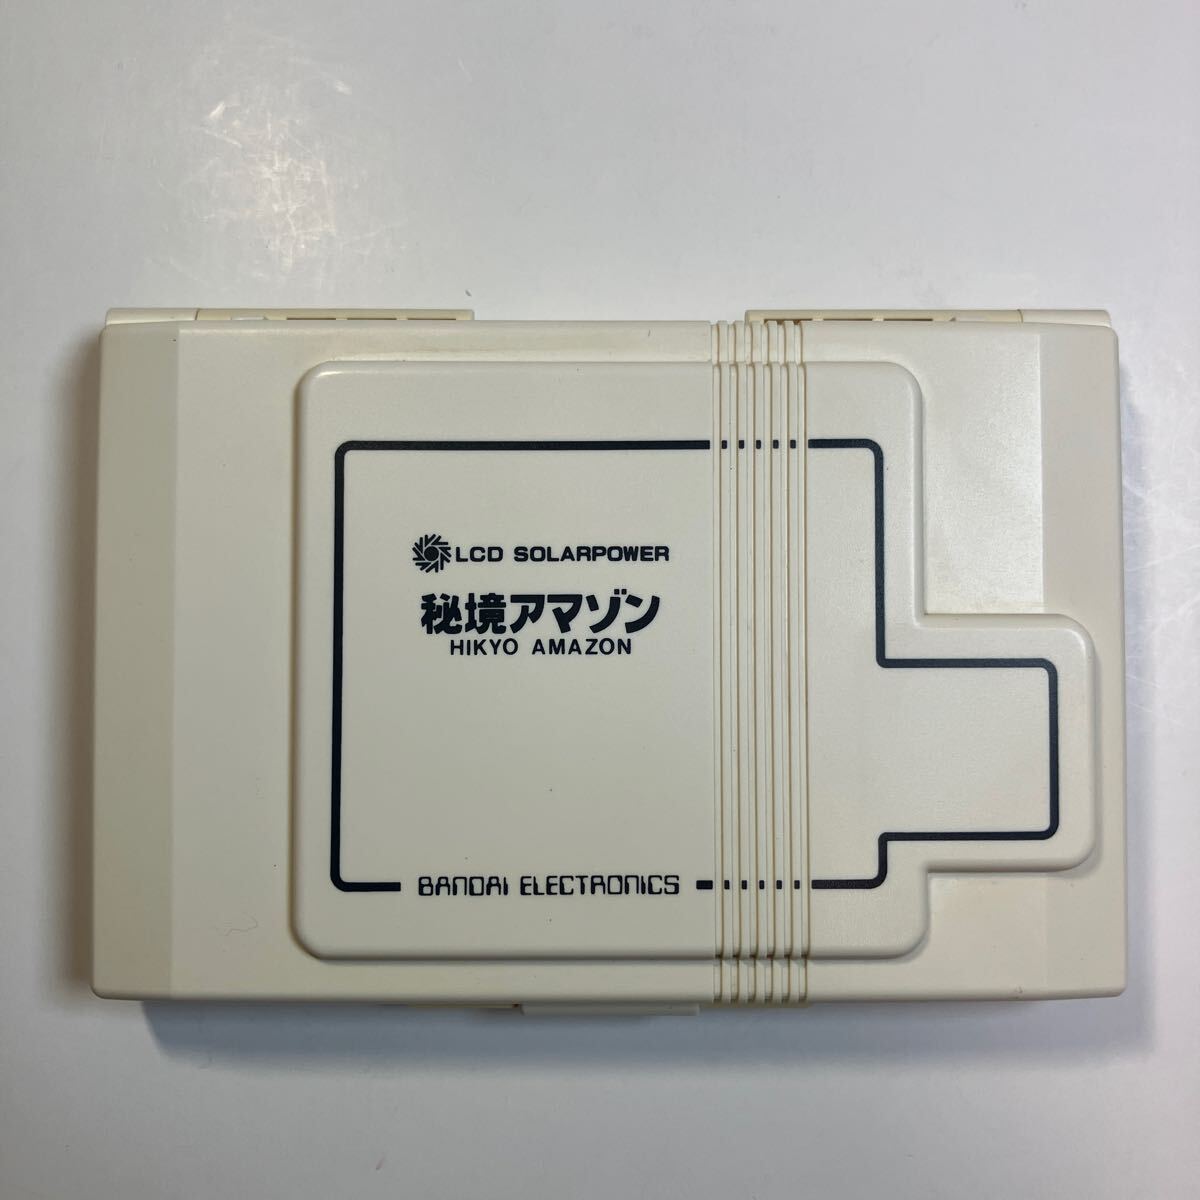 LCD SOLARPOWER
秘境アマゾン
HIKYO AMAZON
BANDAI ELECTRONICS